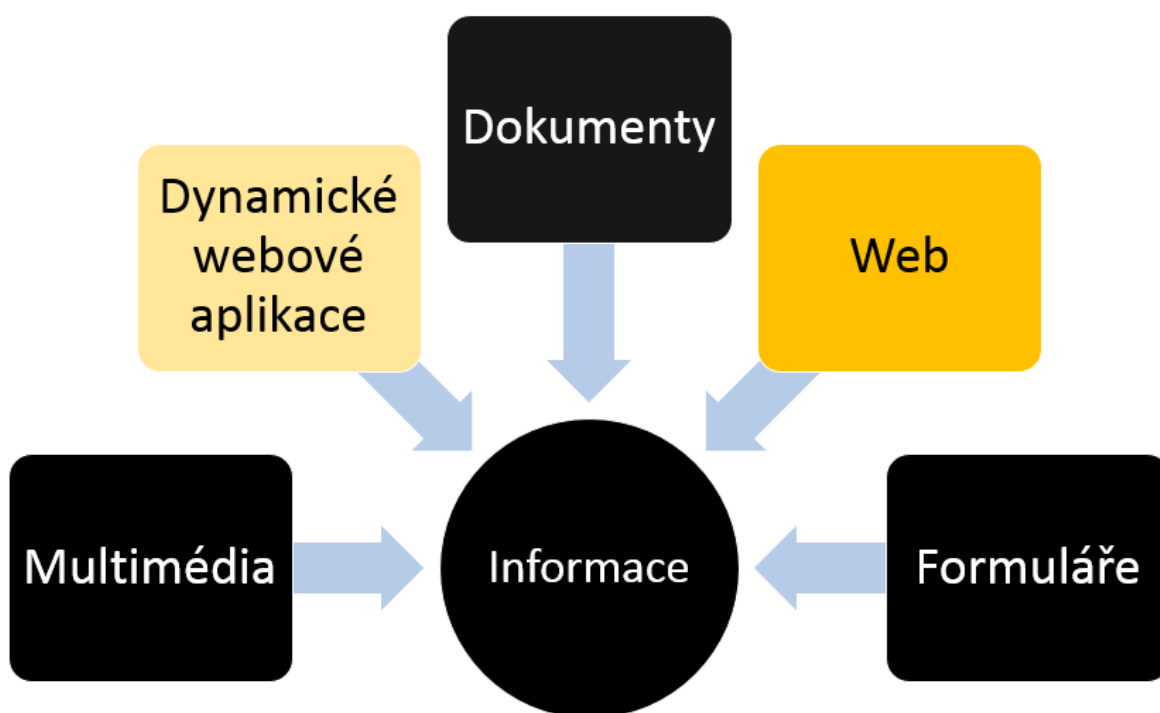 Dokumenty
Dynamické
webové
aplikace
Web
Multimédia
Informace
Formuláře